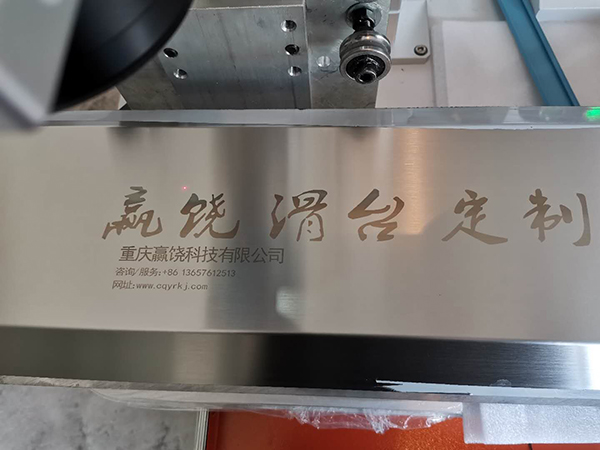 赢饶 滑台 定制
重庆赢饶科技有限公司
咨询/服务:+86 13657612513
网址:www.cqyrkj.com